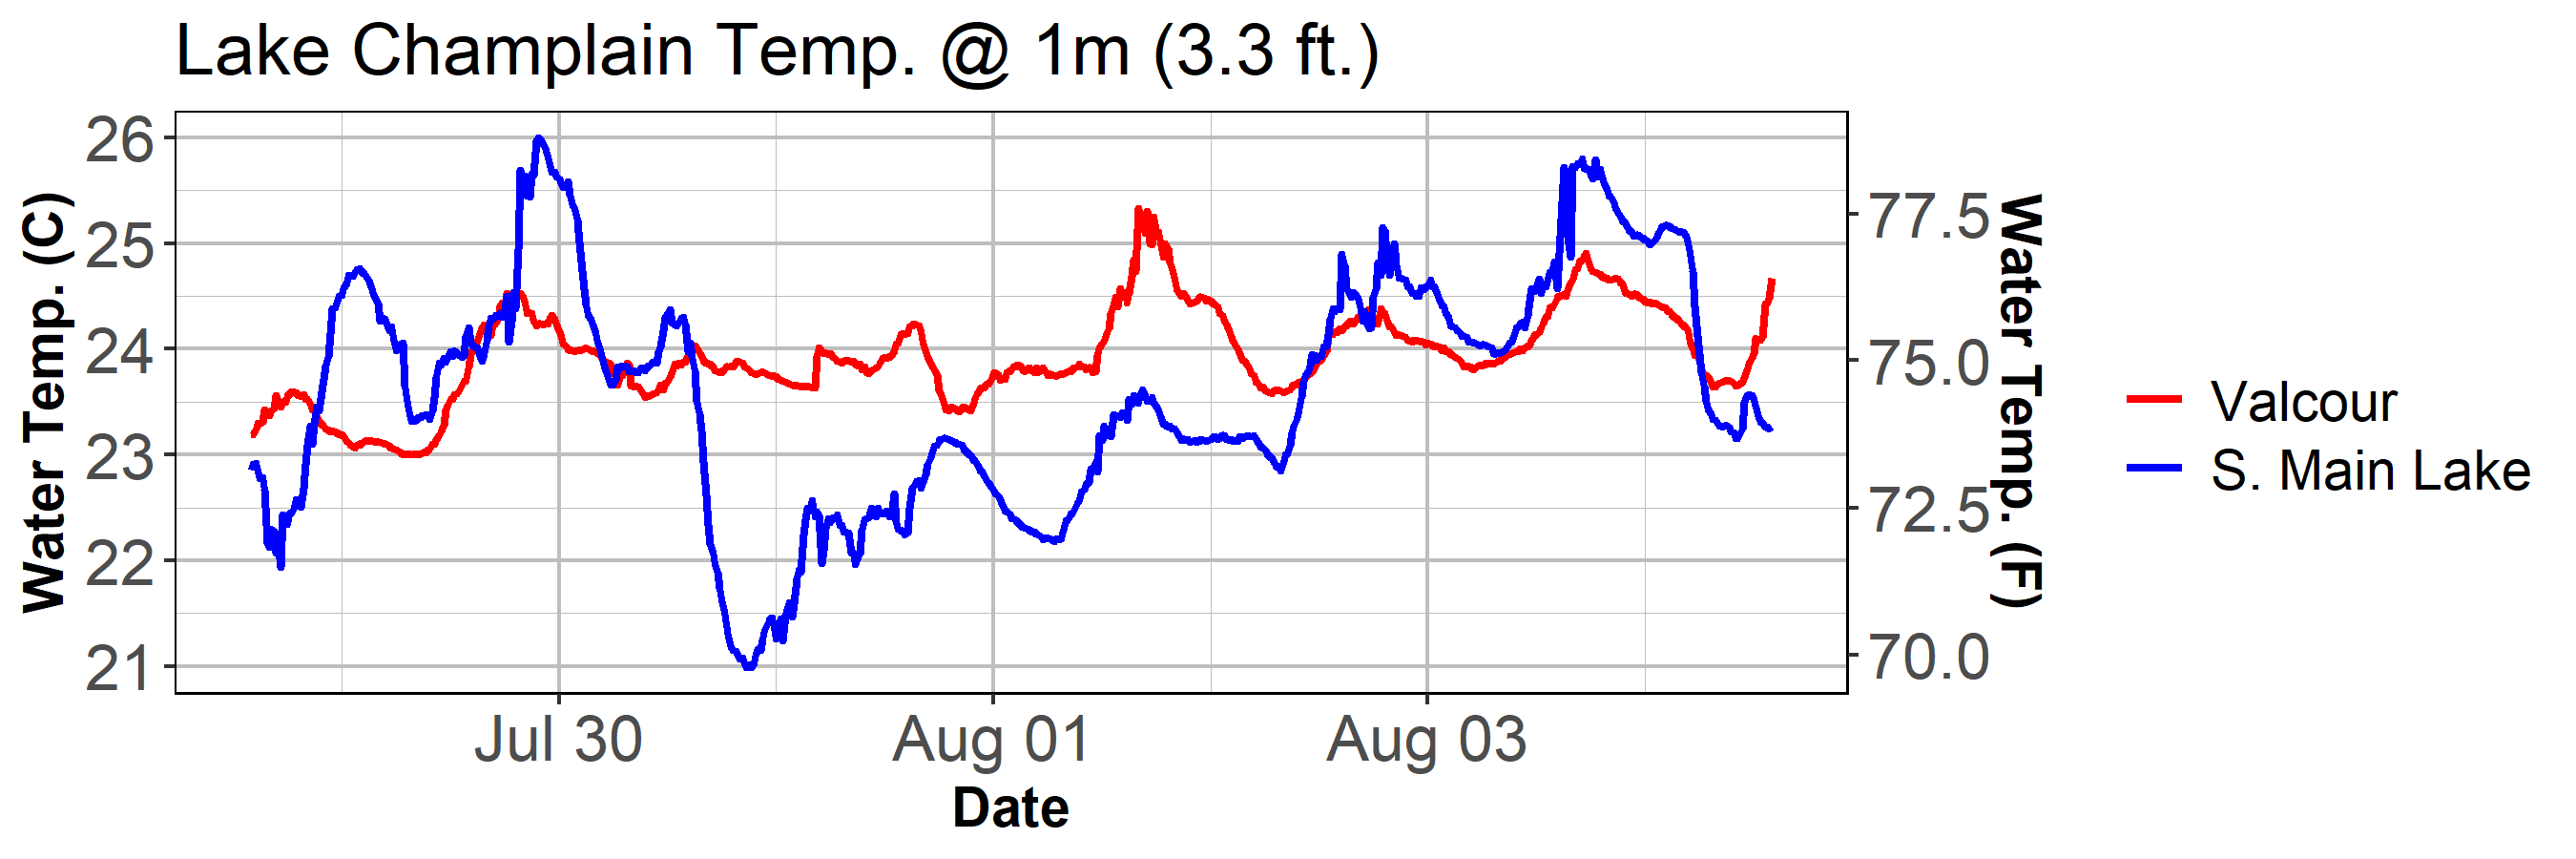 Lake Champlain Temp. @ 1m (3.3 ft.)
Water Temp. (C)
26
25
24
23
22
21
77.5
75.0
72.5
70.0
Water Temp. (F)
Jul 30
Aug 01
Aug 03
Date
Valcour
S. Main Lake